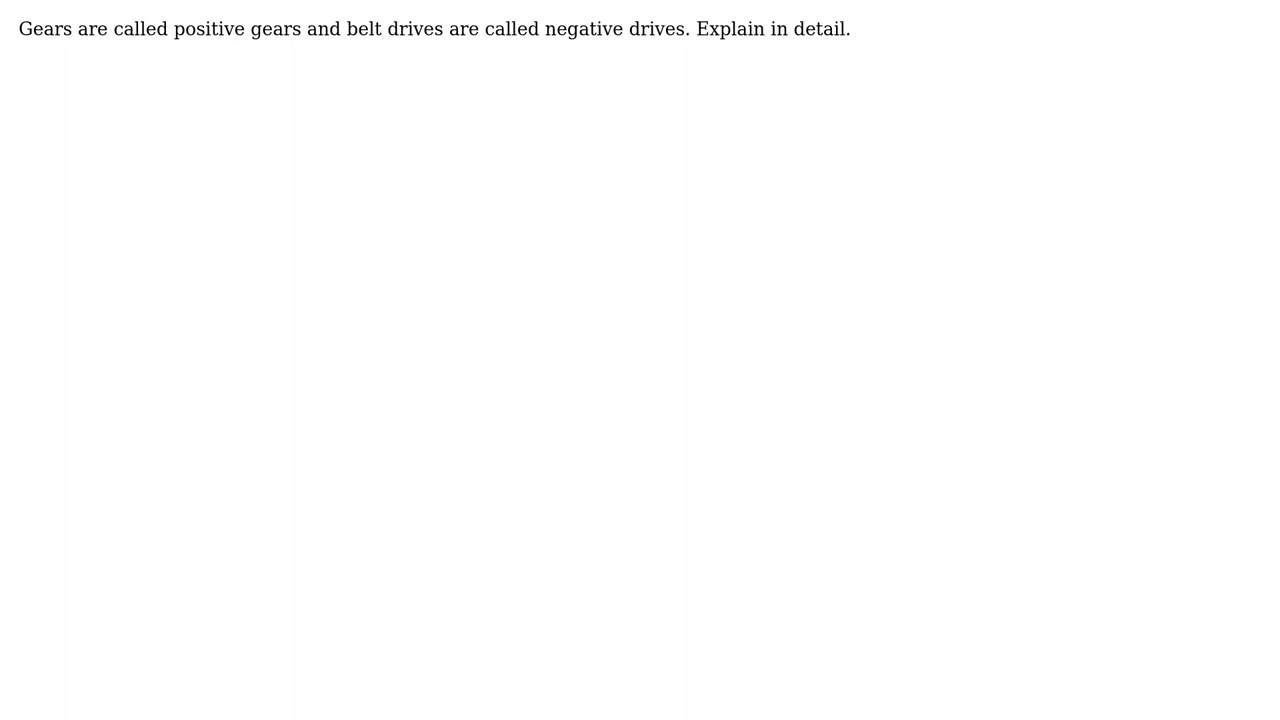 Gears are called positive gears and belt drives are called negative drives. Explain in detail.